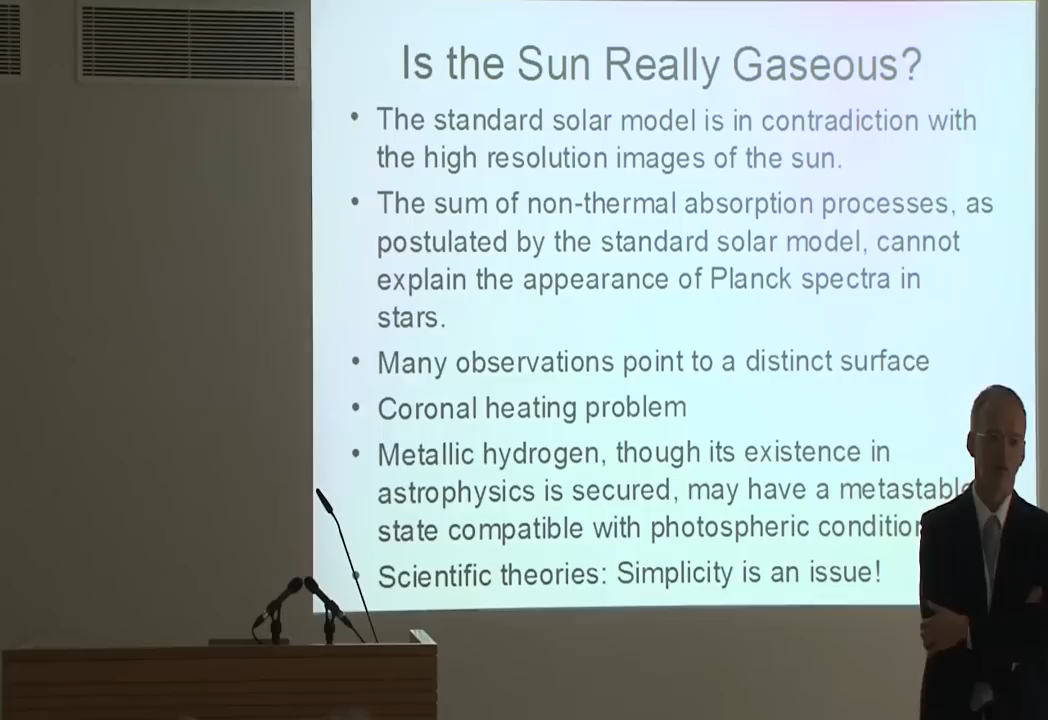 Is the Sun Really Gaseous?
• The standard solar model is in contradiction with
the high resolution images of the sun.
• The sum of non-thermal absorption processes, as
postulated by the standard solar model, cannot
explain the appearance of Planck spectra in
stars.
• Many observations point to a distinct surface
• Coronal heating problem
• Metallic hydrogen, though its existence in
astrophysics is secured, may have a metastable
state compatible with photospheric condition
• Scientific theories: Simplicity is an issue!